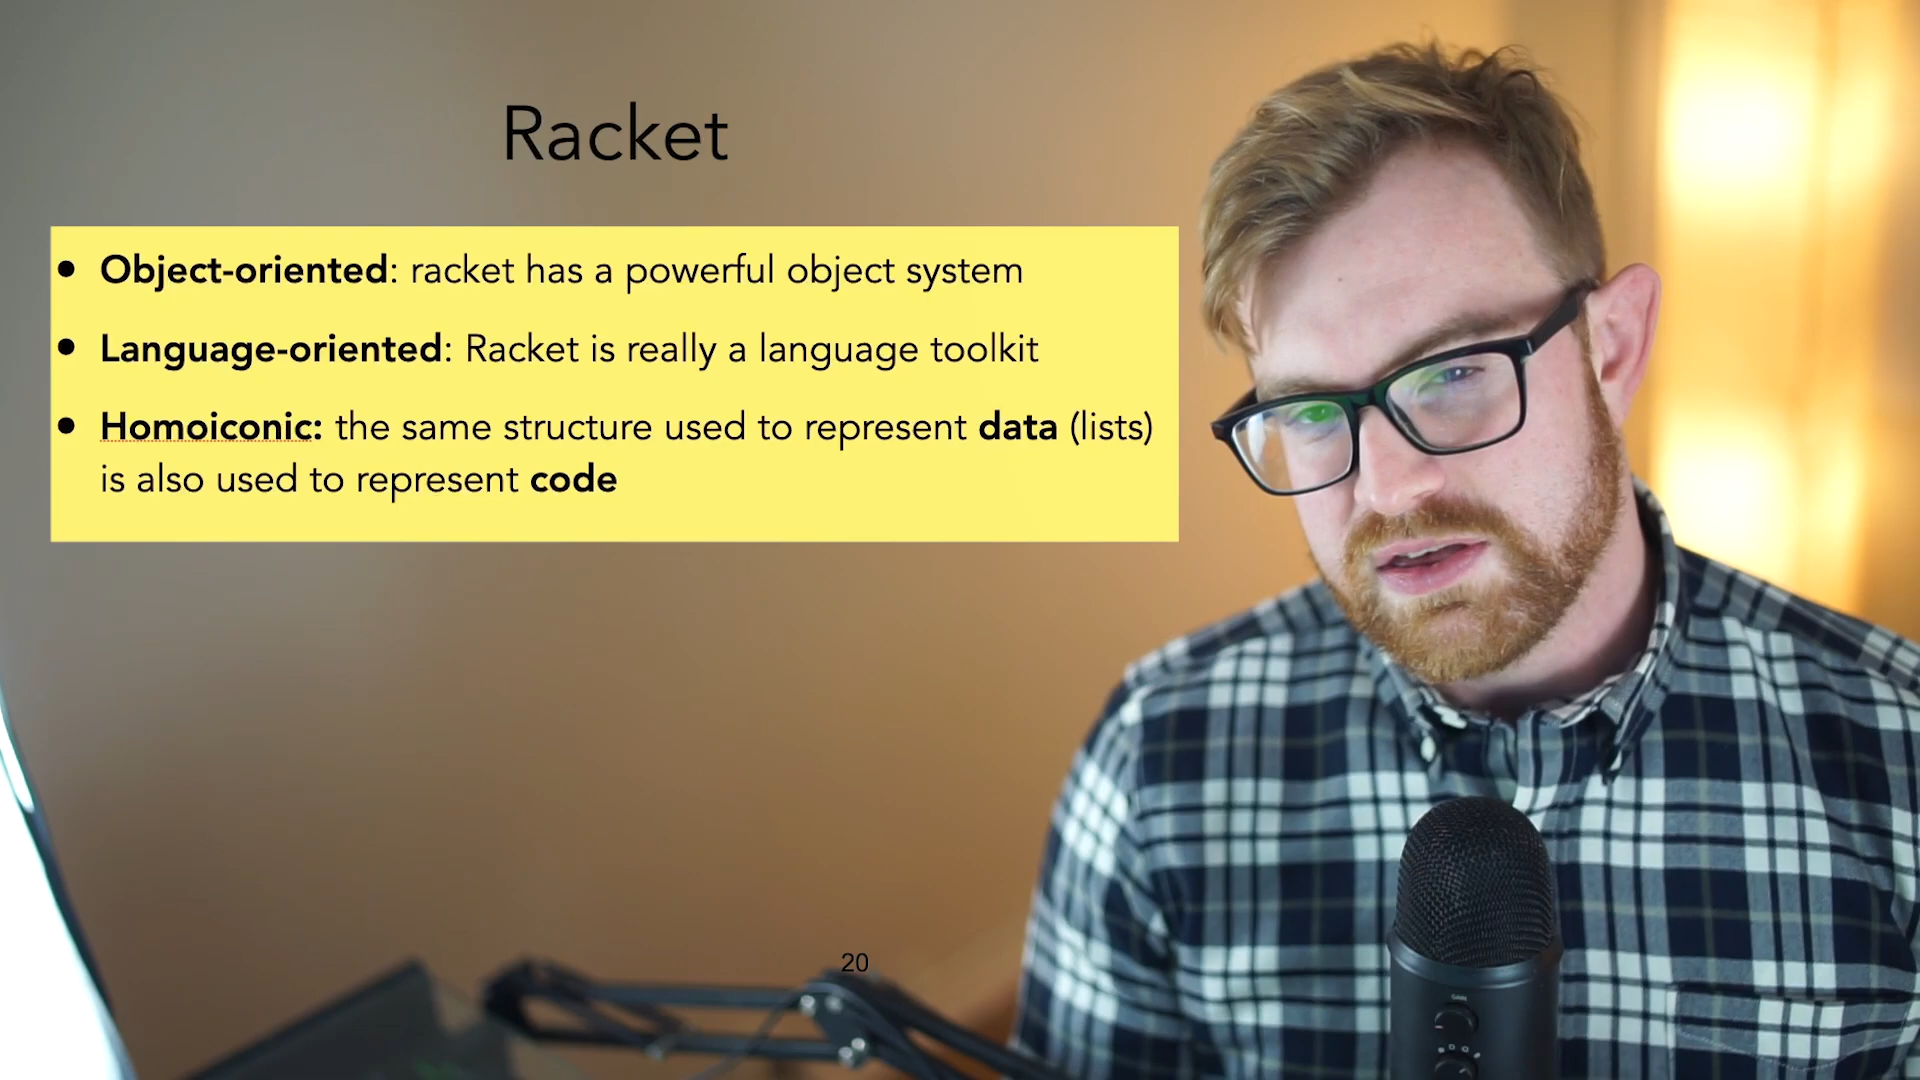 Racket
• Object-oriented: racket has a powerful object system
• Language-oriented: Racket is really a language toolkit
• Homoiconic: the same structure used to represent data (lists)
is also used to represent code
20